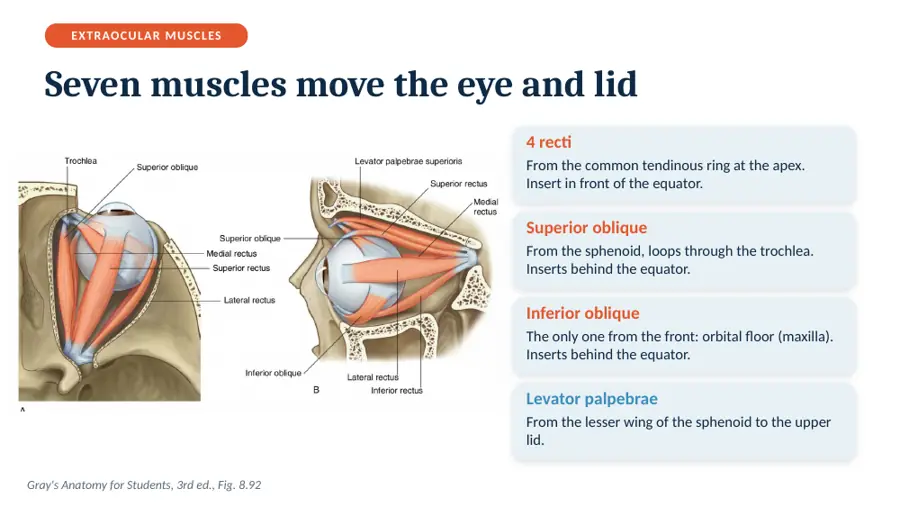 EXTRAOCULAR MUSCLES
Seven muscles move the eye and lid
Trochlea
Superior oblique
Medial rectus
Superior rectus
Lateral rectus
A
Levator palpebrae superioris
Superior rectus
Medial
rectus
Superior oblique
Inferior oblique
B
Lateral rectus
Inferior rectus
4 recti
From the common tendinous ring at the apex.
Insert in front of the equator.
Superior oblique
From the sphenoid, loops through the trochlea.
Inserts behind the equator.
Inferior oblique
The only one from the front: orbital floor (maxilla).
Inserts behind the equator.
Levator palpebrae
From the lesser wing of the sphenoid to the upper
lid.
Gray's Anatomy for Students, 3rd ed., Fig. 8.92